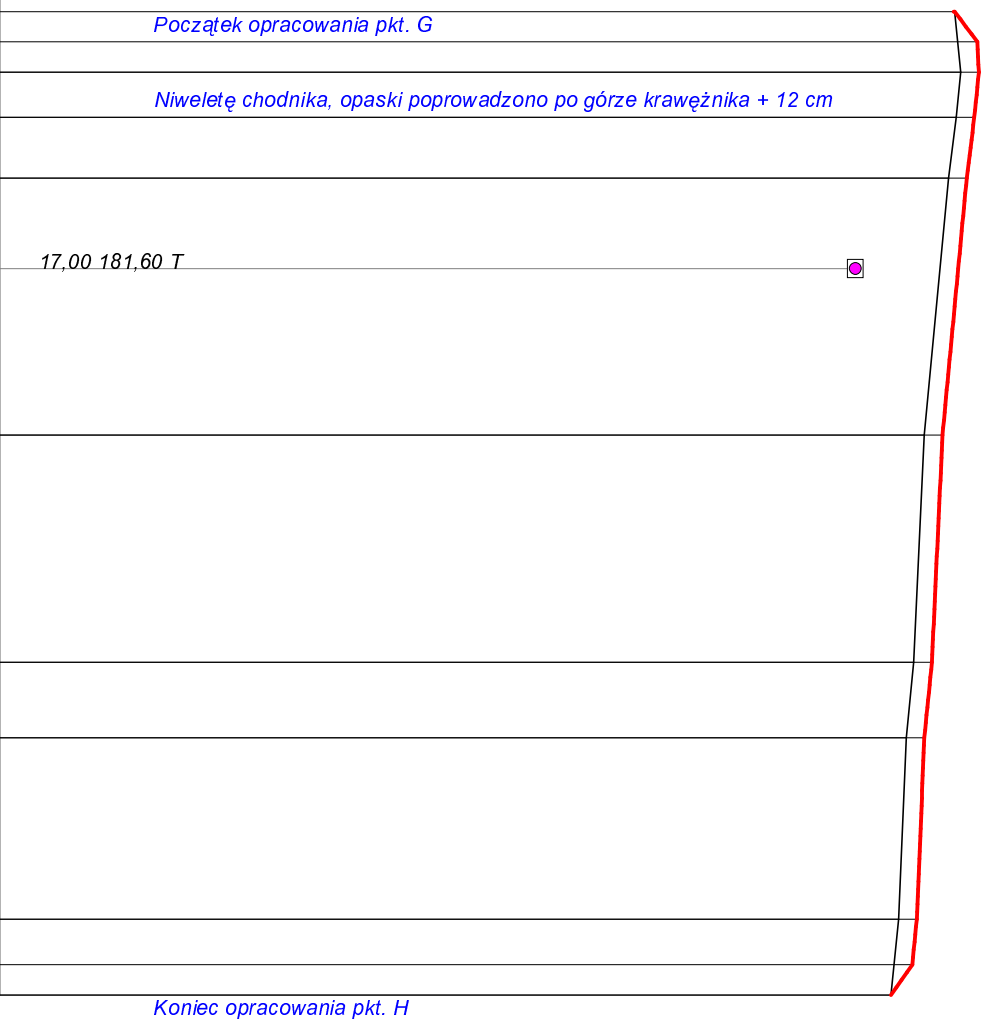 Początek opracowania pkt. G
Niweletę chodnika, opaski poprowadzono po górze krawężnika + 12 cm
17,00 181,60 T
Koniec opracowania pkt. H